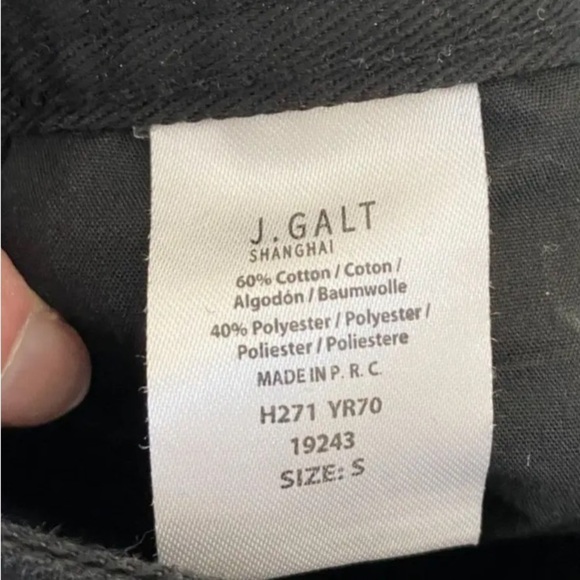 J.GALT
SHANGHAI
60% Cotton / Coton /
Algodón / Baumwolle
40% Polyester / Polyester /
Poliester / Poliestere
MADE IN P. R. C.
H271 YR70
19243
SIZE: S